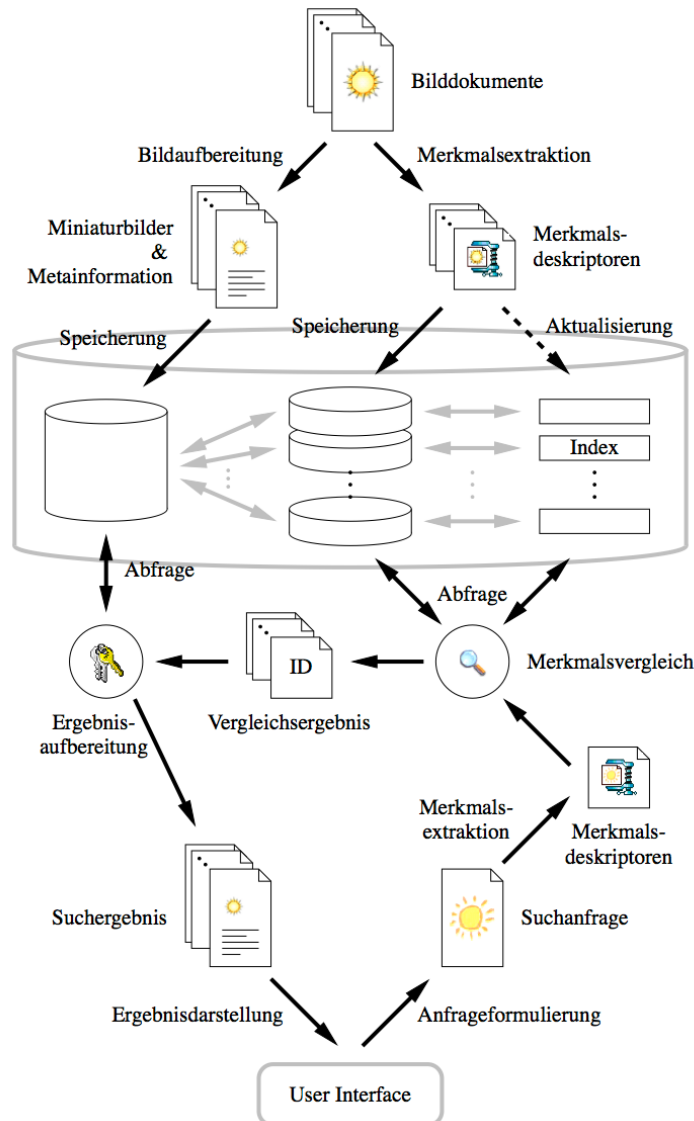 Bilddokumente
Bildaufbereitung
Merkmalsextraktion
Miniaturbilder
&
Metainformation
Merkmals-
deskriptoren
Speicherung
Speicherung
Aktualisierung
Index
Abfrage
Abfrage
ID
Merkmalsvergleich
Ergebnis-
aufbereitung
Vergleichsergebnis
Merkmals-
extraktion
Merkmals-
deskriptoren
Suchergebnis
Suchanfrage
Ergebnisdarstellung
Anfrageformulierung
User Interface